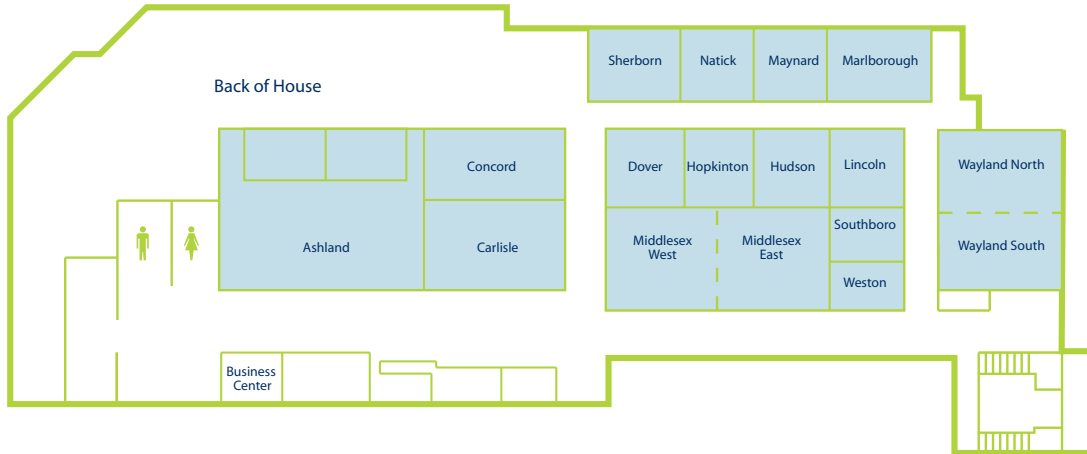 Sherborn
Natick
Maynard
Marlborough
Back of House
Concord
Dover
Hopkinton
Hudson
Lincoln
Wayland North
Ashland
Carlisle
Middlesex
West
Middlesex
East
Southboro
Weston
Wayland South
Business
Center